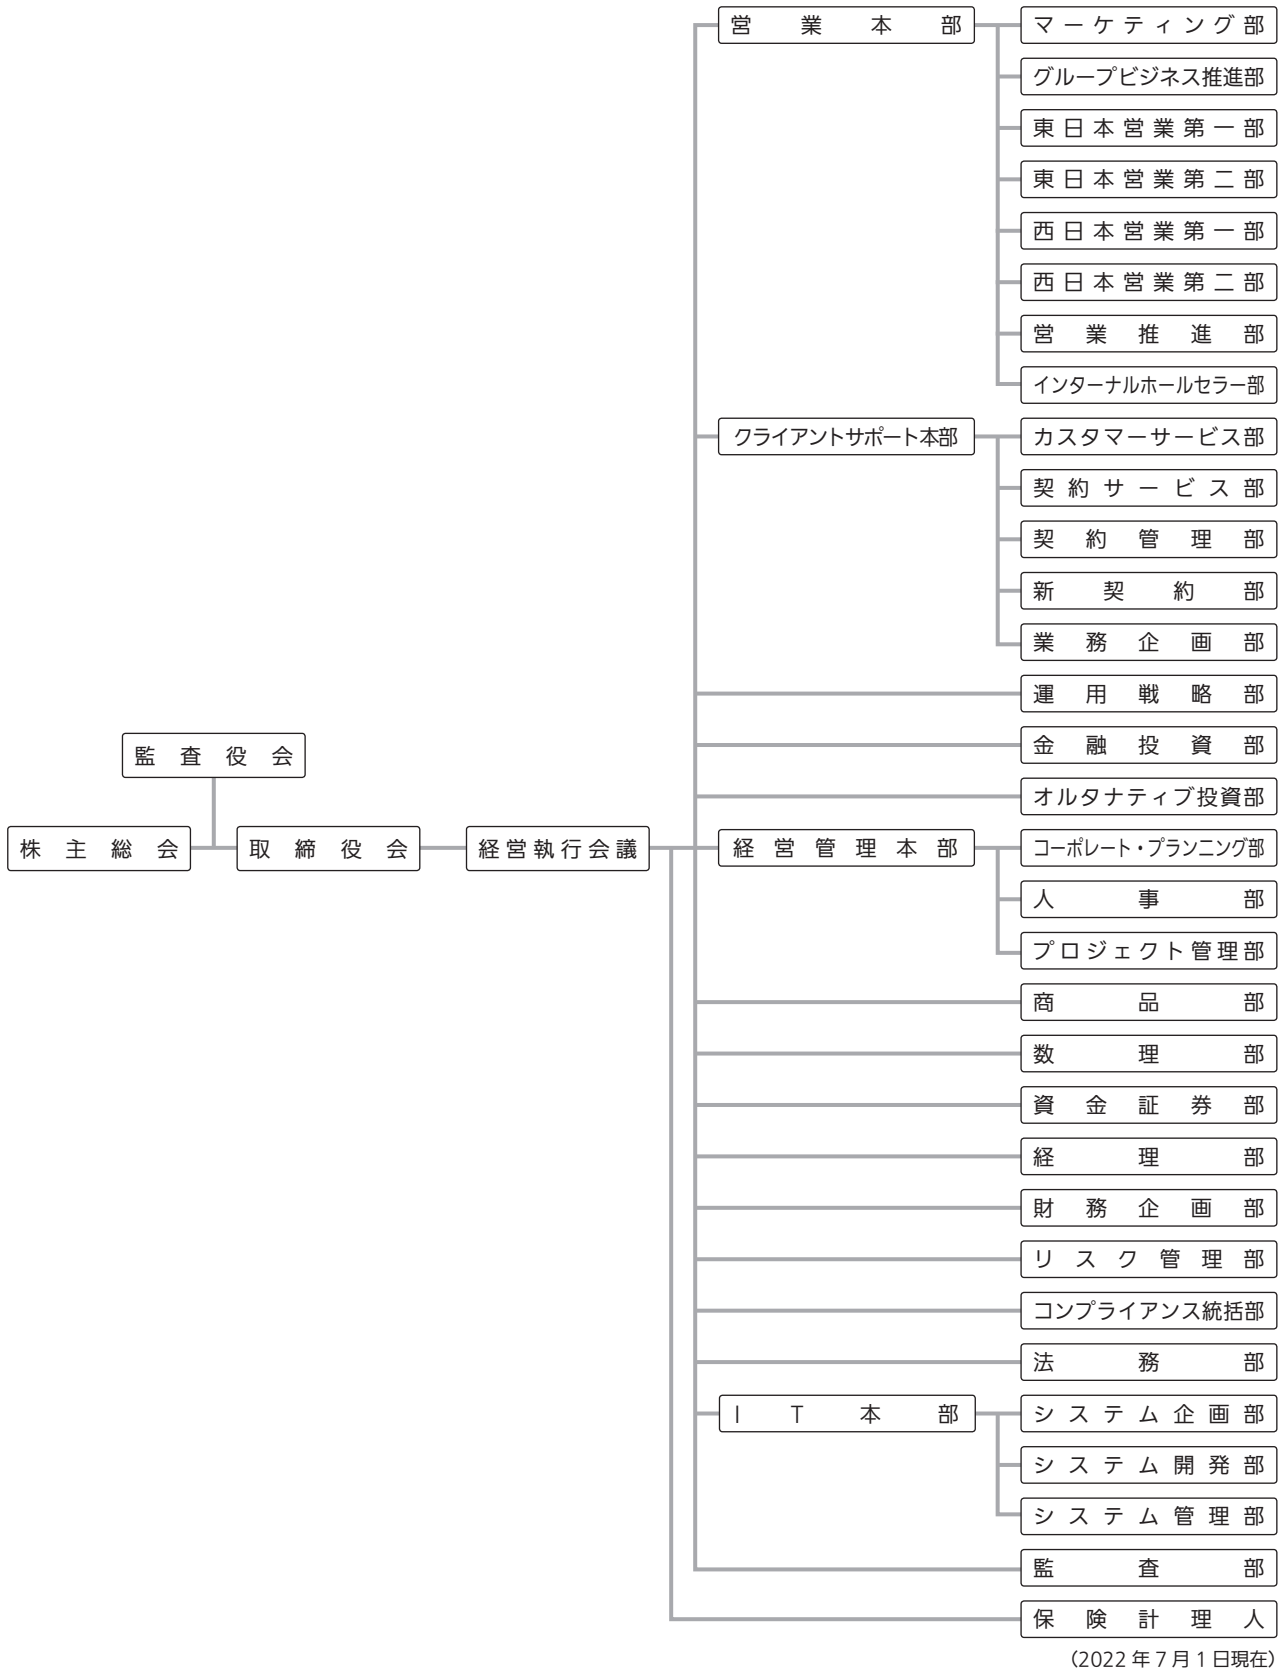 営業本部
マーケティング部
グループビジネス推進部
東日本営業第一部
東日本営業第二部
西日本営業第一部
西日本営業第二部
営業推進部
インターナルホールセラー部
クライアントサポート本部
カスタマーサービス部
契約サービス部
契約管理部
新契約部
業務企画部
運用戦略部
金融投資部
オルタナティブ投資部
監査役会
株主総会
取締役会
経営執行会議
経営管理本部
コーポレート・プランニング部
人事部
プロジェクト管理部
商品部
数理部
資金証券部
経理部
財務企画部
リスク管理部
コンプライアンス統括部
法務部
IT本部
システム企画部
システム開発部
システム管理部
監査部
保険計理人
（2022年7月1日現在）